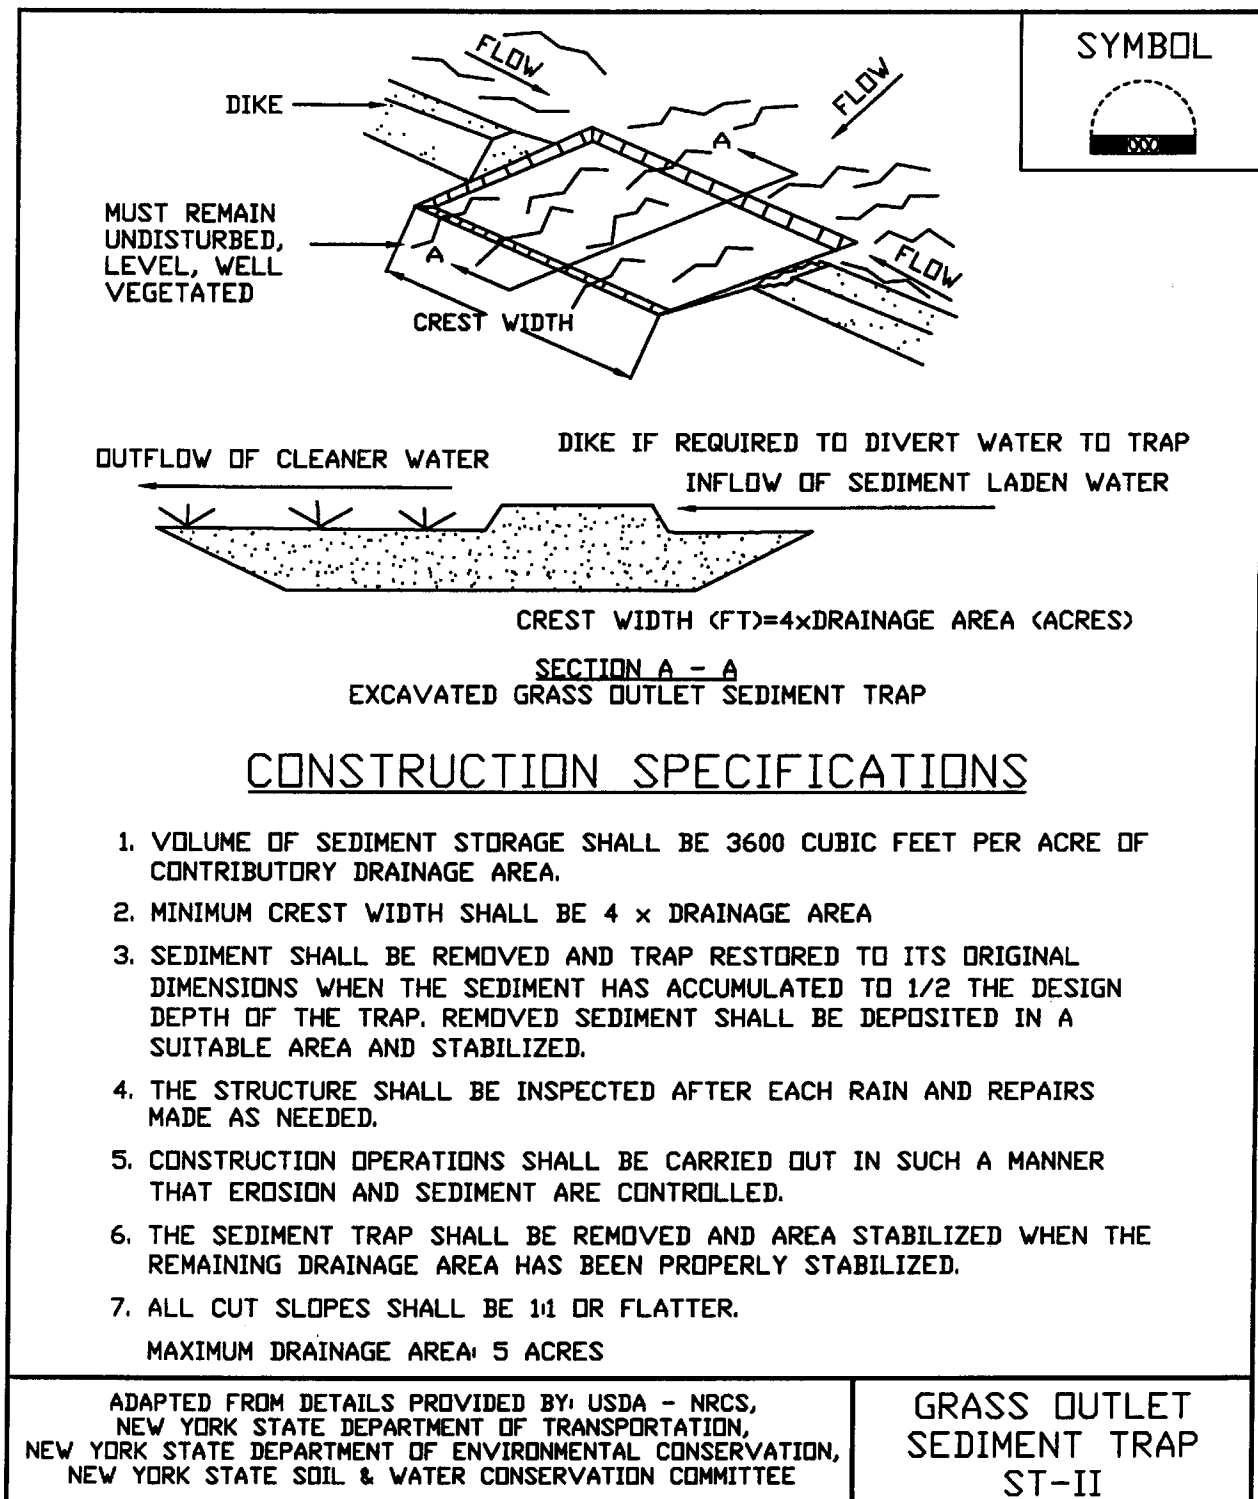 FLOW
SYMBOL
FLOW
DIKE
A
MUST REMAIN
UNDISTURBED,
LEVEL, WELL
VEGETATED
A
FLOW
CREST WIDTH
DIKE IF REQUIRED TO DIVERT WATER TO TRAP
OUTFLOW OF CLEANER WATER
INFLOW OF SEDIMENT LADEN WATER
CREST WIDTH (FT)=4xDRAINAGE AREA (ACRES)
SECTION A - A
EXCAVATED GRASS OUTLET SEDIMENT TRAP
CONSTRUCTION SPECIFICATIONS
1. VOLUME OF SEDIMENT STORAGE SHALL BE 3600 CUBIC FEET PER ACRE OF
CONTRIBUTORY DRAINAGE AREA.
2. MINIMUM CREST WIDTH SHALL BE 4 x DRAINAGE AREA
3. SEDIMENT SHALL BE REMOVED AND TRAP RESTORED TO ITS ORIGINAL
DIMENSIONS WHEN THE SEDIMENT HAS ACCUMULATED TO 1/2 THE DESIGN
DEPTH OF THE TRAP. REMOVED SEDIMENT SHALL BE DEPOSITED IN A
SUITABLE AREA AND STABILIZED.
4. THE STRUCTURE SHALL BE INSPECTED AFTER EACH RAIN AND REPAIRS
MADE AS NEEDED.
5. CONSTRUCTION OPERATIONS SHALL BE CARRIED OUT IN SUCH A MANNER
THAT EROSION AND SEDIMENT ARE CONTROLLED.
6. THE SEDIMENT TRAP SHALL BE REMOVED AND AREA STABILIZED WHEN THE
REMAINING DRAINAGE AREA HAS BEEN PROPERLY STABILIZED.
7. ALL CUT SLOPES SHALL BE 1:1 OR FLATTER.
MAXIMUM DRAINAGE AREA: 5 ACRES
ADAPTED FROM DETAILS PROVIDED BY: USDA - NRCS,
NEW YORK STATE DEPARTMENT OF TRANSPORTATION,
NEW YORK STATE DEPARTMENT OF ENVIRONMENTAL CONSERVATION,
NEW YORK STATE SOIL & WATER CONSERVATION COMMITTEE
GRASS OUTLET
SEDIMENT TRAP
ST-II